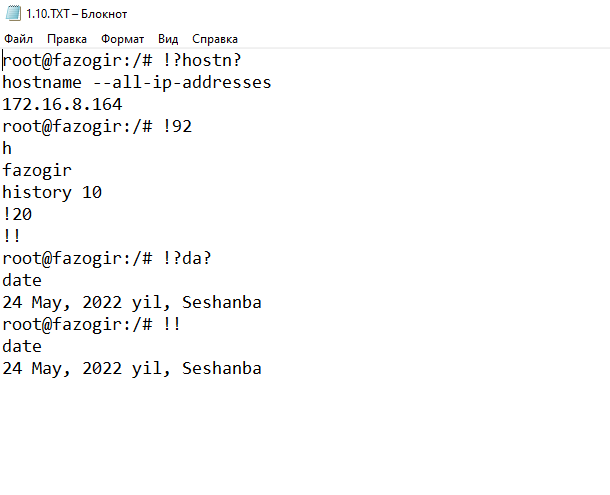 1.10.TXT – Блокнот
Файл Правка Формат Вид Справка
root@fazogir:/# !?hostn?
hostname --all-ip-addresses
172.16.8.164
root@fazogir:/# !92
h
fazogir
history 10
!20
!!
root@fazogir:/# !?da?
date
24 May, 2022 yil, Seshanba
root@fazogir:/# !!
date
24 May, 2022 yil, Seshanba